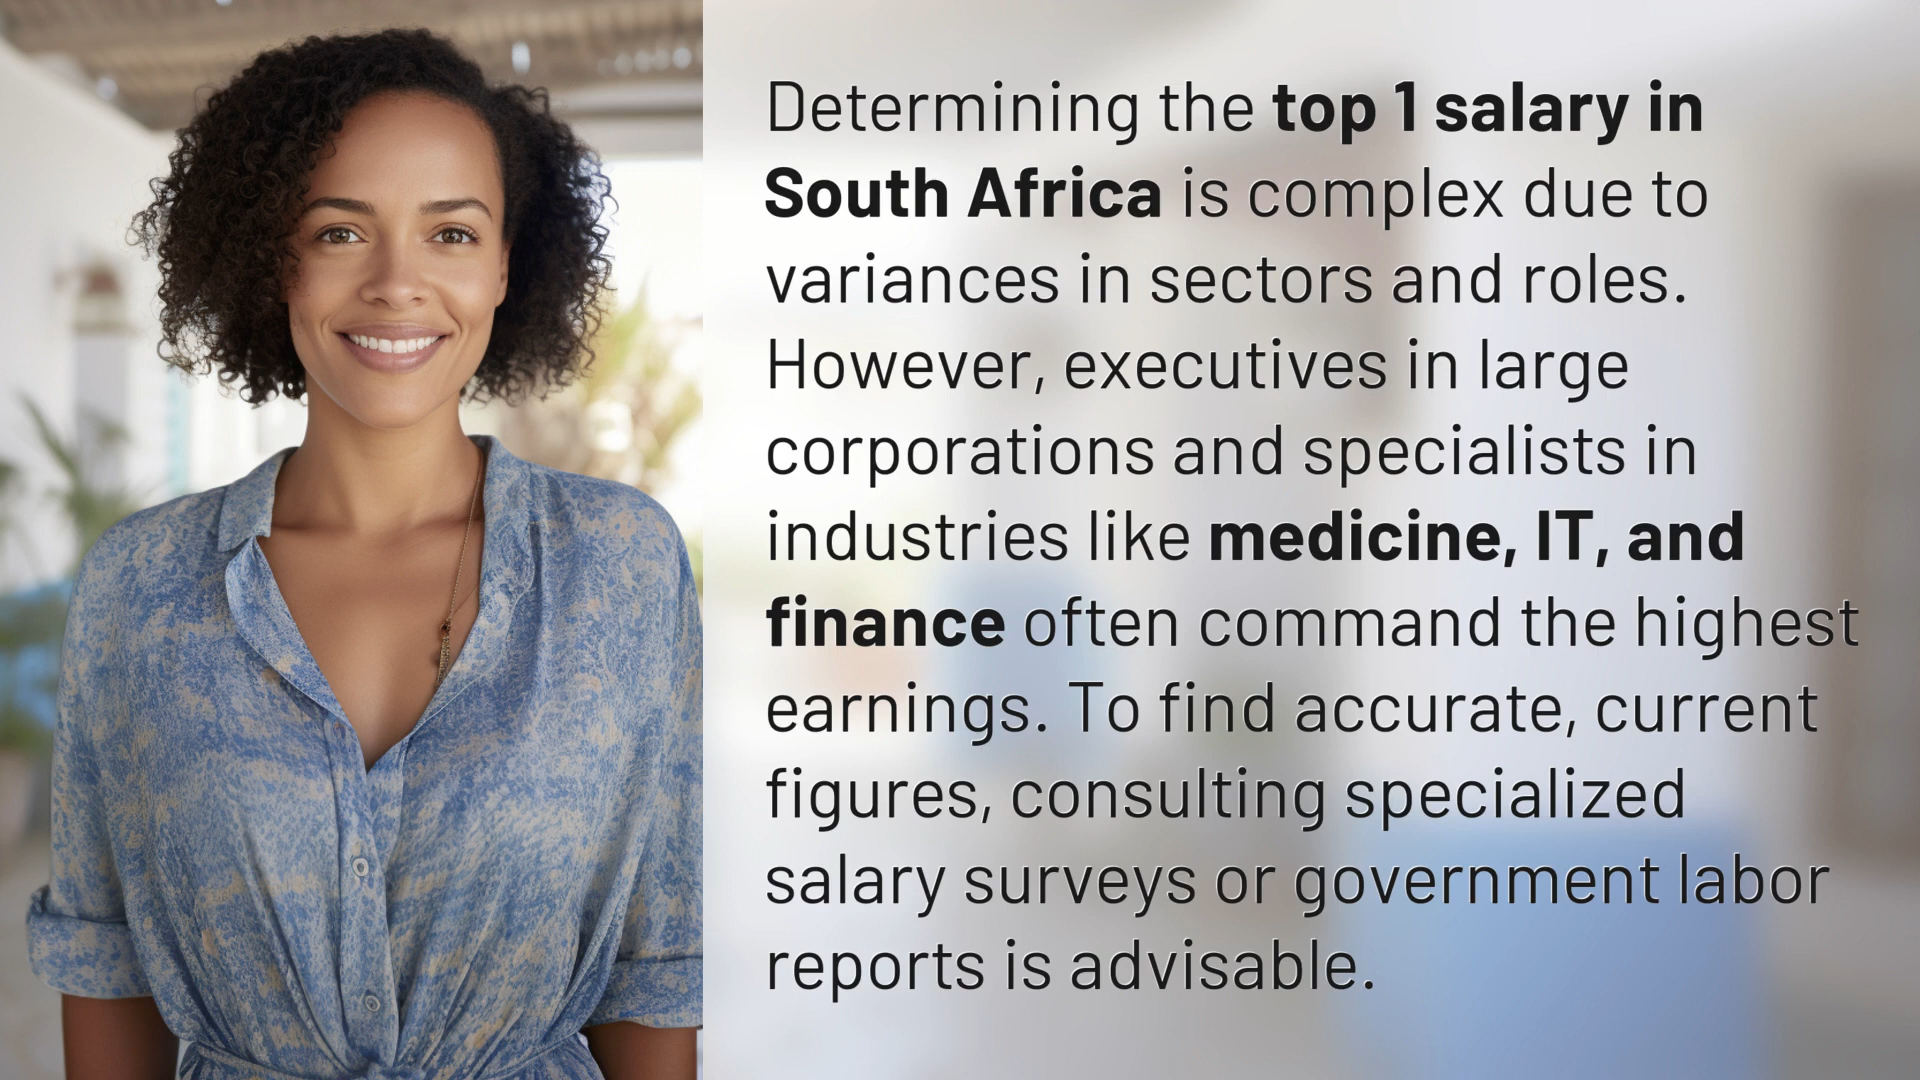 Determining the top 1 salary in
South Africa is complex due to
variances in sectors and roles.
However, executives in large
corporations and specialists in
industries like medicine, IT, and
finance often command the highest
earnings. To find accurate, current
figures, consulting specialized
salary surveys or government labor
reports is advisable.